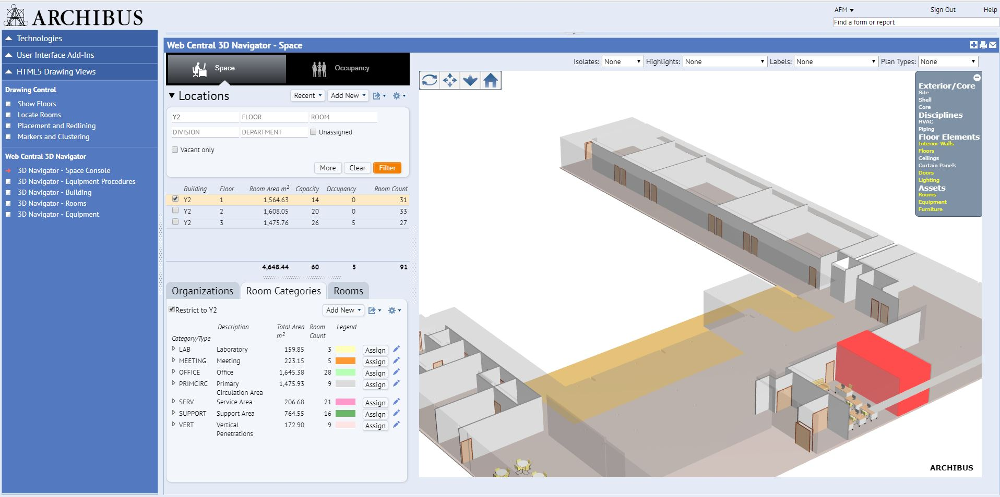 ARCHIBUS
AFM
Sign Out
Help
Find a form or report
Technologies
User Interface Add-Ins
HTML5 Drawing Views
Drawing Control
Show Floors
Locate Rooms
Placement and Redlining
Markers and Clustering
Web Central 3D Navigator
3D Navigator - Space Console
3D Navigator - Equipment Procedures
3D Navigator - Building
3D Navigator - Rooms
3D Navigator - Equipment
Web Central 3D Navigator - Space
Space
Occupancy
Locations
Recent
Add New
Y2 FLOOR ROOM
DIVISION DEPARTMENT Unassigned
Vacant only
More Clear Filter
Building Floor Room Area m² Capacity Occupancy Room Count
Y2 1 1,564.63 14 0 31
Y2 2 1,608.05 20 0 33
Y2 3 1,475.76 26 5 27
4,648.44 60 5 91
Organizations Room Categories Rooms
Restrict to Y2
Add New
Description Total Area Room Legend
m² Count
Category/Type
LAB Laboratory 159.85 3 Assign
MEETING Meeting 223.15 5 Assign
OFFICE Office 1,645.38 28 Assign
PRIMCIRC Primary 1,475.93 9 Assign
Circulation Area
SERV Service Area 206.68 21 Assign
SUPPORT Support Area 764.55 16 Assign
VERT Vertical 172.90 9 Assign
Penetrations
Isolates: None Highlights: None Labels: None Plan Types: None
Exterior/Core
Site
Shell
Core
Disciplines
HVAC
Piping
Floor Elements
Interior Walls
Floors
Ceilings
Curtain Panels
Doors
Lighting
Assets
Rooms
Equipment
Furniture
ARCHIBUS